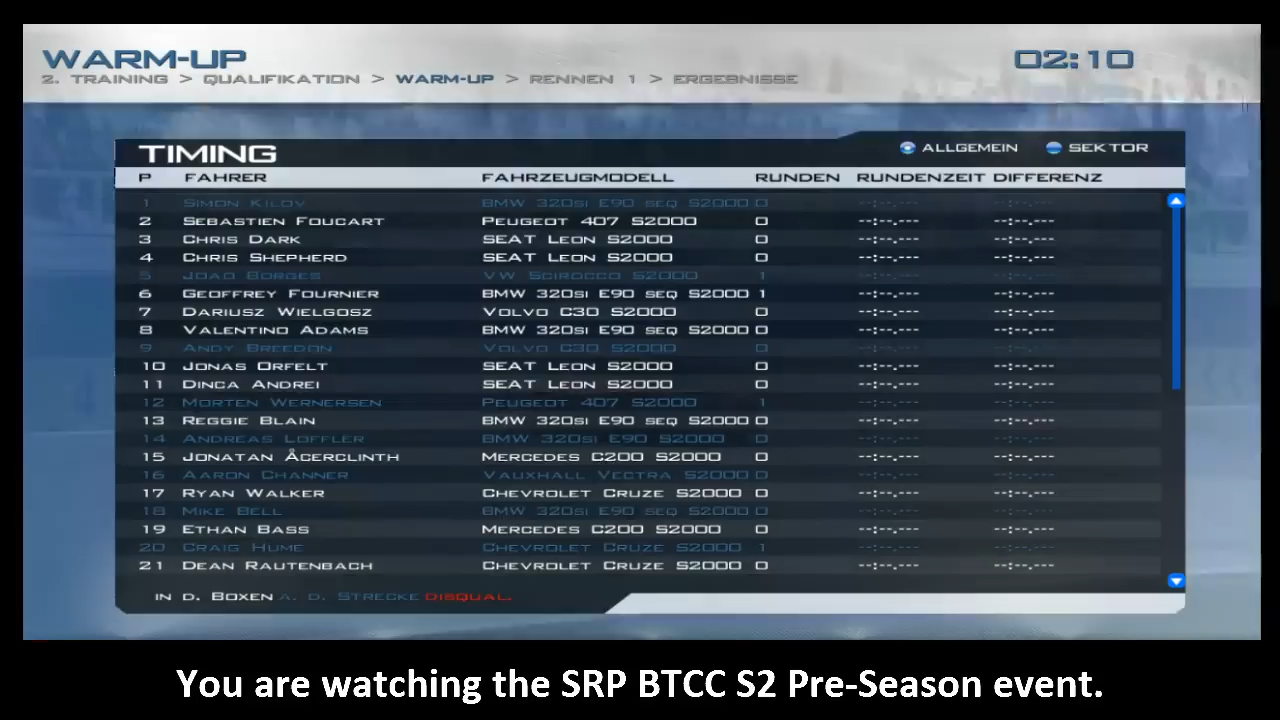 WARM-UP 02:10
2. TRAINING > QUALIFIKATION > WARM-UP > RENNEN 1 > ERGEBNISSE
TIMING ALLGEMEIN SEKTOR
P FAHRER FAHRZEUGMODELL RUNDEN RUNDENZEIT DIFFERENZ
1 SIMON KILOV BMW 320SI E90 SEQ S2000 0 --:--.--- --:--.---
2 SEBASTIEN FOUCART PEUGEOT 407 S2000 0 --:--.--- --:--.---
3 CHRIS DARK SEAT LEON S2000 0 --:--.--- --:--.---
4 CHRIS SHEPHERD SEAT LEON S2000 0 --:--.--- --:--.---
5 JOAO BORGES VW SCIROCCO S2000 1 --:--.--- --:--.---
6 GEOFFREY FOURNIER BMW 320SI E90 SEQ S2000 1 --:--.--- --:--.---
7 DARIUSZ WIELGOSZ VOLVO C30 S2000 0 --:--.--- --:--.---
8 VALENTINO ADAMS BMW 320SI E90 SEQ S2000 0 --:--.--- --:--.---
9 ANDY BREEDON VOLVO C30 S2000 0 --:--.--- --:--.---
10 JONAS ORFELT SEAT LEON S2000 0 --:--.--- --:--.---
11 DINCA ANDREI SEAT LEON S2000 0 --:--.--- --:--.---
12 MORTEN WERNERSEN PEUGEOT 407 S2000 1 --:--.--- --:--.---
13 REGGIE BLAIN BMW 320SI E90 SEQ S2000 0 --:--.--- --:--.---
14 ANDREAS LOFFLER BMW 320SI E90 S2000 0 --:--.--- --:--.---
15 JONATAN ÅCERCLINTH MERCEDES C200 S2000 0 --:--.--- --:--.---
16 AARON CHANNER VAUXHALL VECTRA S2000 0 --:--.--- --:--.---
17 RYAN WALKER CHEVROLET CRUZE S2000 0 --:--.--- --:--.---
18 MIKE BELL BMW 320SI E90 SEQ S2000 0 --:--.--- --:--.---
19 ETHAN BASS MERCEDES C200 S2000 0 --:--.--- --:--.---
20 CRAIG HUME CHEVROLET CRUZE S2000 1 --:--.--- --:--.---
21 DEAN RAUTENBACH CHEVROLET CRUZE S2000 0 --:--.--- --:--.---
IN D. BOXEN A. D. STRECKE DISQUAL.
You are watching the SRP BTCC S2 Pre-Season event.